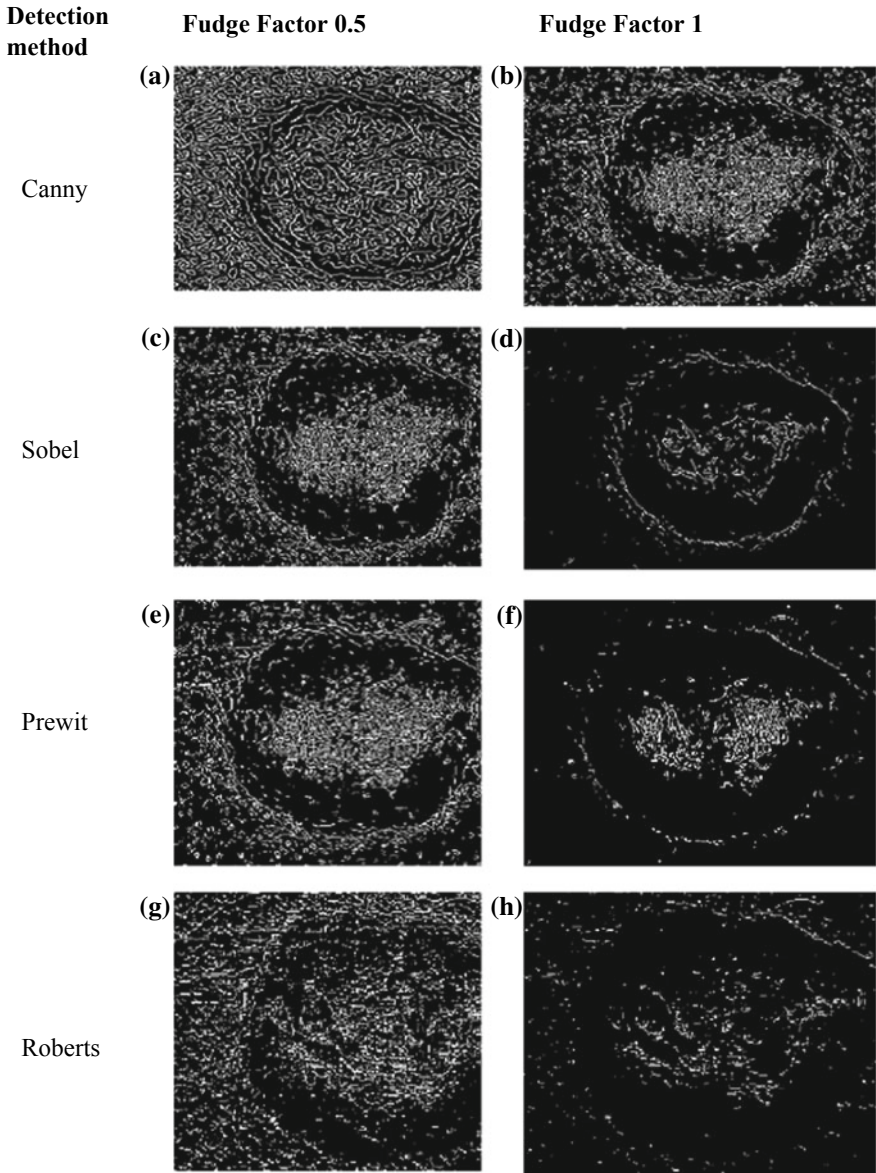 Detection method
Fudge Factor 0.5
Fudge Factor 1
(a)
(b)
Canny
(c)
(d)
Sobel
(e)
(f)
Prewit
(g)
(h)
Roberts